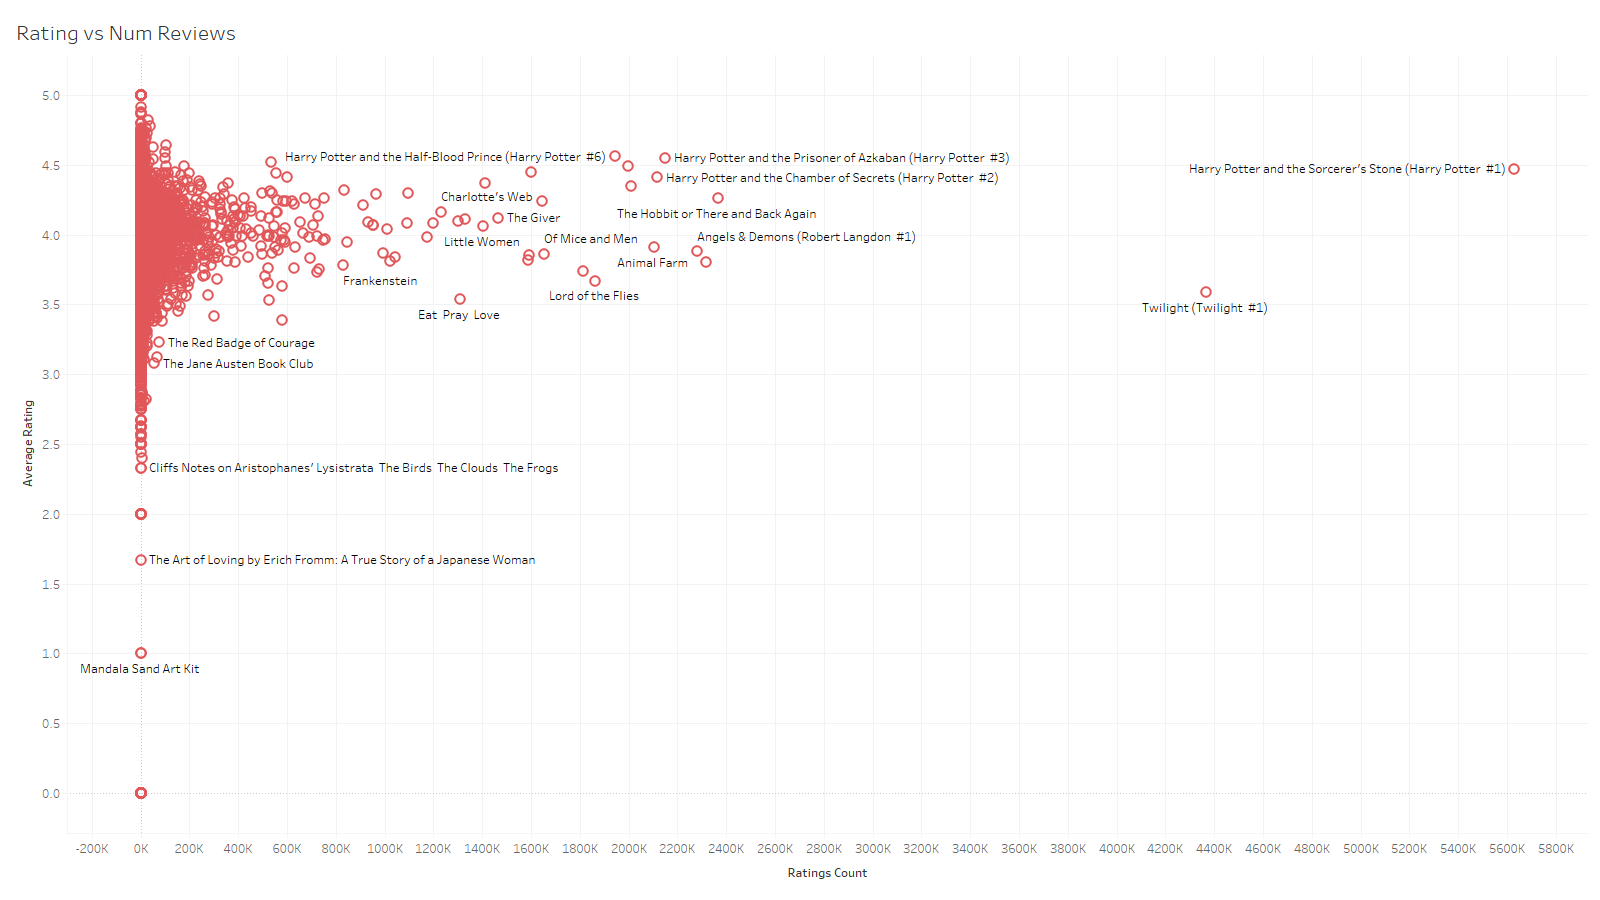 Rating vs Num Reviews
5.0
4.5
4.0
3.5
3.0
2.5
2.0
1.5
1.0
0.5
0.0
Average Rating
Harry Potter and the Half-Blood Prince (Harry Potter #6)
Harry Potter and the Prisoner of Azkaban (Harry Potter #3)
Harry Potter and the Sorcerer's Stone (Harry Potter #1)
Harry Potter and the Chamber of Secrets (Harry Potter #2)
Charlotte's Web
The Giver
The Hobbit or There and Back Again
Little Women
Of Mice and Men
Angels & Demons (Robert Langdon #1)
Animal Farm
Frankenstein
Lord of the Flies
Twilight (Twilight #1)
Eat Pray Love
The Red Badge of Courage
The Jane Austen Book Club
Cliffs Notes on Aristophanes' Lysistrata The Birds The Clouds The Frogs
The Art of Loving by Erich Fromm: A True Story of a Japanese Woman
Mandala Sand Art Kit
-200K 0K 200K 400K 600K 800K 1000K 1200K 1400K 1600K 1800K 2000K 2200K 2400K 2600K 2800K 3000K 3200K 3400K 3600K 3800K 4000K 4200K 4400K 4600K 4800K 5000K 5200K 5400K 5600K 5800K
Ratings Count